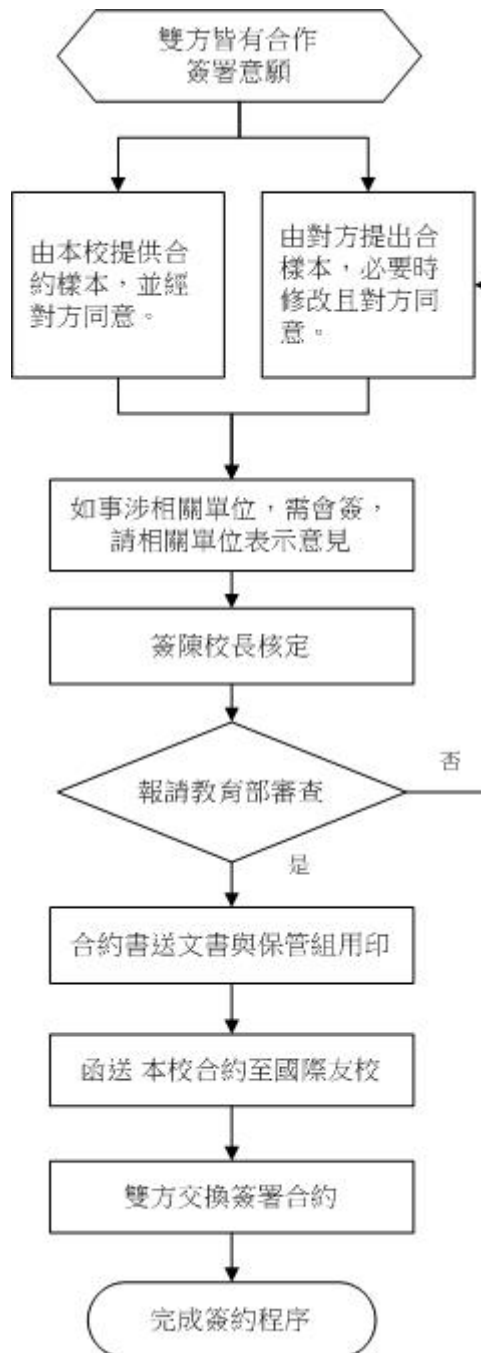 雙方皆有合作
簽署意願
由本校提供合
約樣本，並經
對方同意。
由對方提出合
樣本，必要時
修改且對方同
意。
如事涉相關單位，需會簽，
請相關單位表示意見
簽陳校長核定
報請教育部審查
否
是
合約書送文書與保管組用印
函送 本校合約至國際友校
雙方交換簽署合約
完成簽約程序